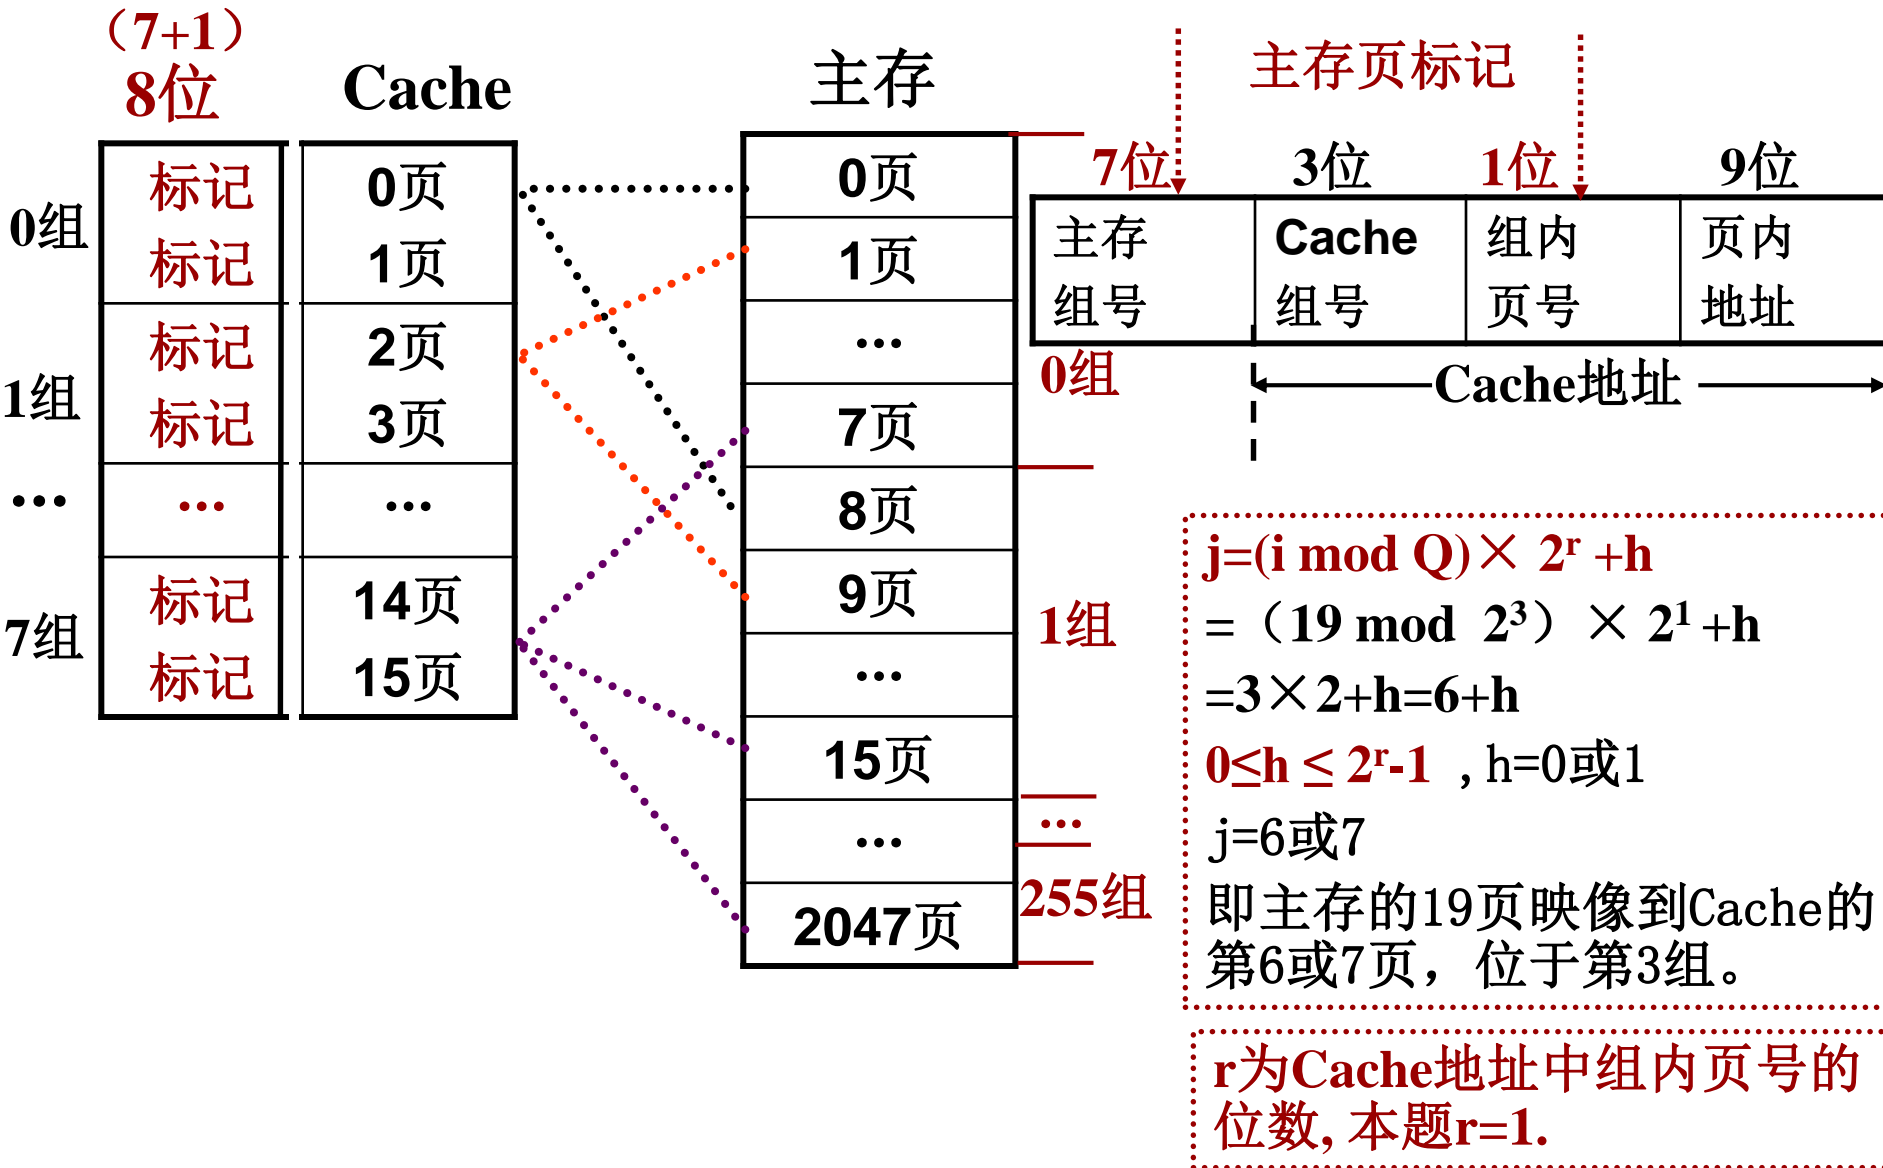 （7+1）
8位
Cache
主存
0组
标记
0页
标记
1页
1组
标记
2页
标记
3页
...
...
...
7组
标记
14页
标记
15页
0页
1页
...
7页
8页
9页
...
15页
...
2047页
0组
1组
...
255组
主存页标记
7位 3位 1位 9位
主存 Cache 组内 页内
组号 组号 页号 地址
Cache地址
j=(i mod Q)× 2ʳ +h
=（19 mod 2³）× 2¹ +h
=3×2+h=6+h
0≤h ≤ 2ʳ-1 ,h=0或1
j=6或7
即主存的19页映像到Cache的
第6或7页，位于第3组。
r为Cache地址中组内页号的
位数, 本题r=1.